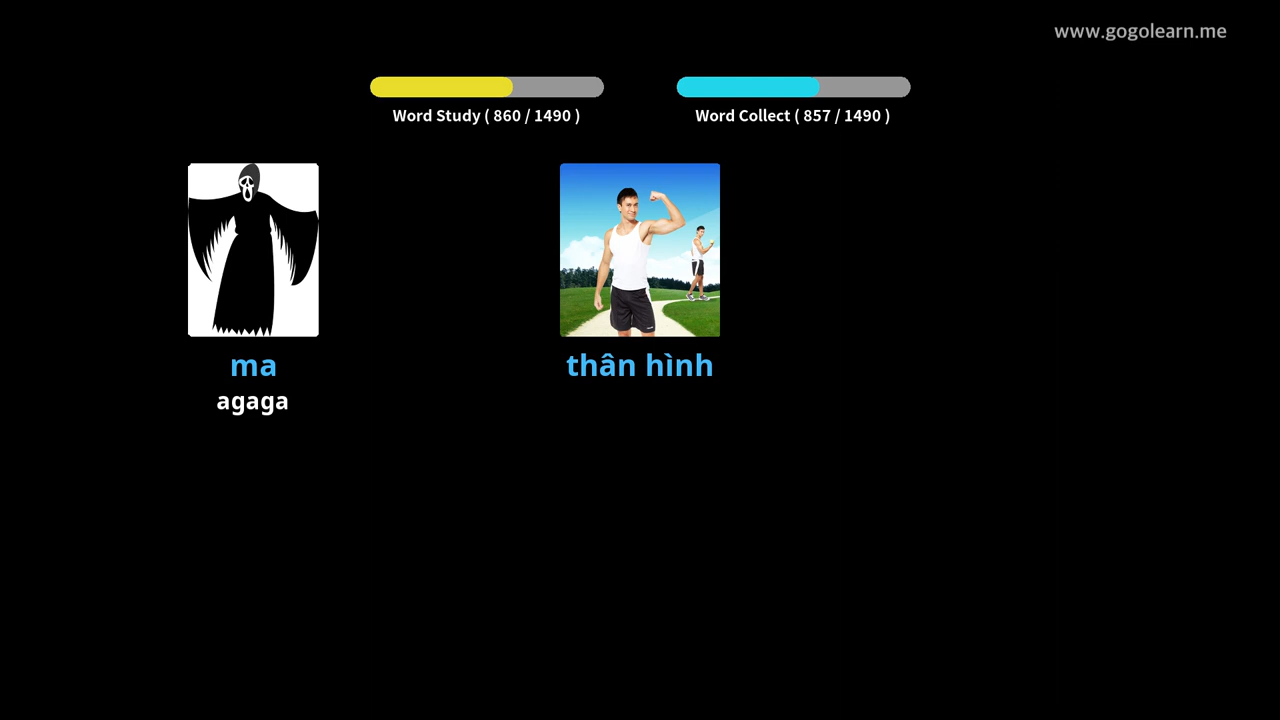 www.gogolearn.me
Word Study ( 860 / 1490 )
Word Collect ( 857 / 1490 )
ma
agaga
thân hình